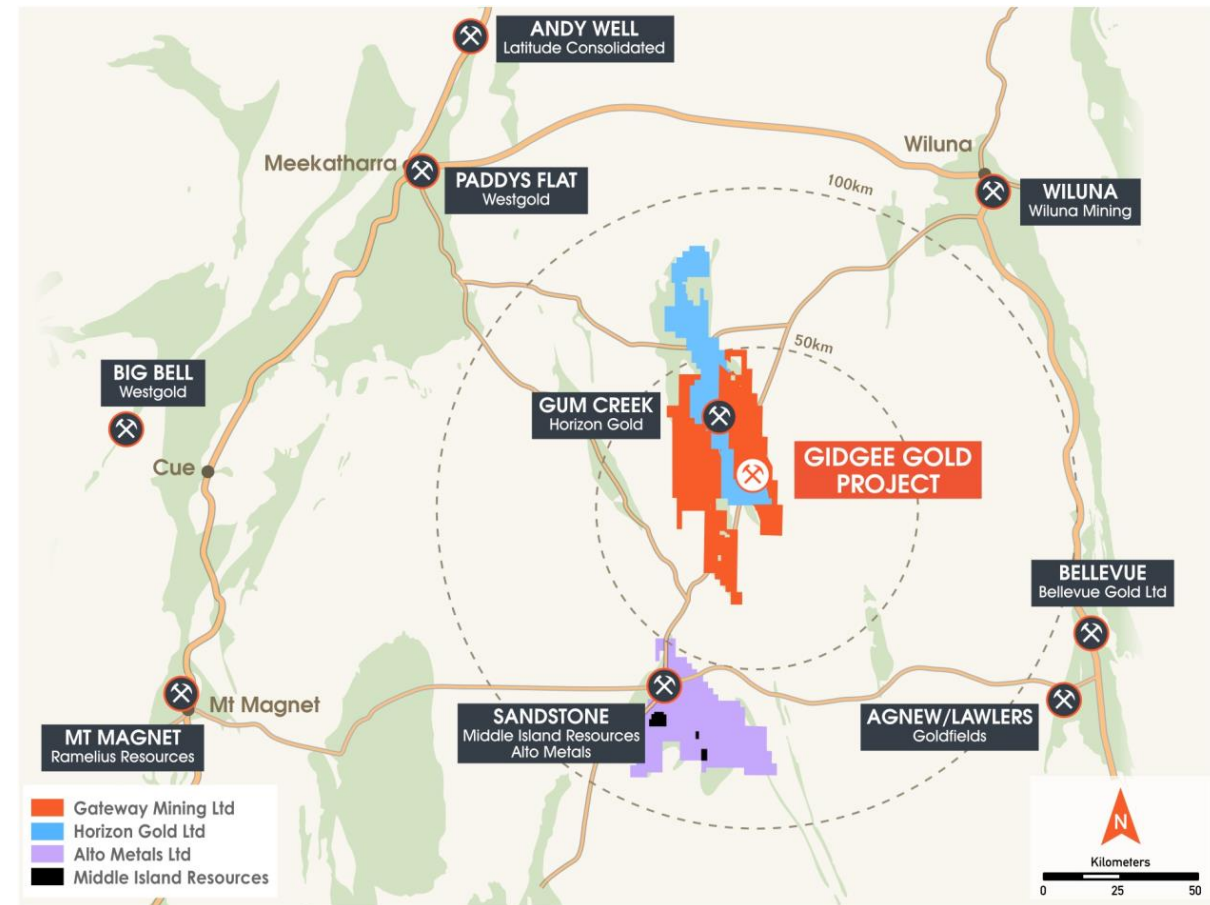 ANDY WELL
Latitude Consolidated
Meekatharra
PADDYS FLAT
Westgold
Wiluna
WILUNA
Wiluna Mining
100km
50km
BIG BELL
Westgold
GUM CREEK
Horizon Gold
Cue
GIDGEE GOLD
PROJECT
BELLEVUE
Bellevue Gold Ltd
Mt Magnet
MT MAGNET
Ramelius Resources
SANDSTONE
Middle Island Resources
Alto Metals
AGNEW/LAWLERS
Goldfields
Gateway Mining Ltd
Horizon Gold Ltd
Alto Metals Ltd
Middle Island Resources
N
Kilometers
0 25 50